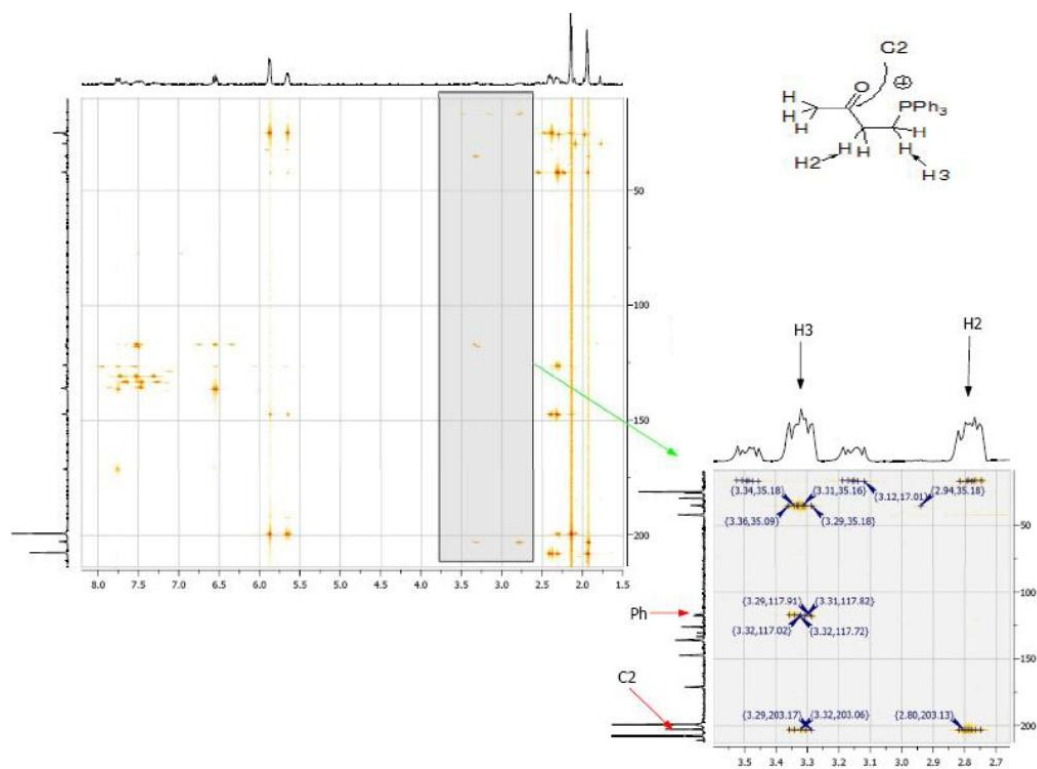 C2
O
+
H
H
H
PPh3
H
H
H
H
H2
H3
50
100
150
200
8.0 7.5 7.0 6.5 6.0 5.5 5.0 4.5 4.0 3.5 3.0 2.5 2.0 1.5
H3
H2
{3.34,35.18} {3.31,35.16} {3.12,17.01} {2.94,35.18}
{3.36,35.09} {3.29,35.18}
50
100
{3.29,117.91} {3.31,117.82}
Ph
{3.32,117.02} {3.32,117.72}
150
C2
{3.29,203.17} {3.32,203.06} {2.80,203.13}
200
3.5 3.4 3.3 3.2 3.1 3.0 2.9 2.8 2.7